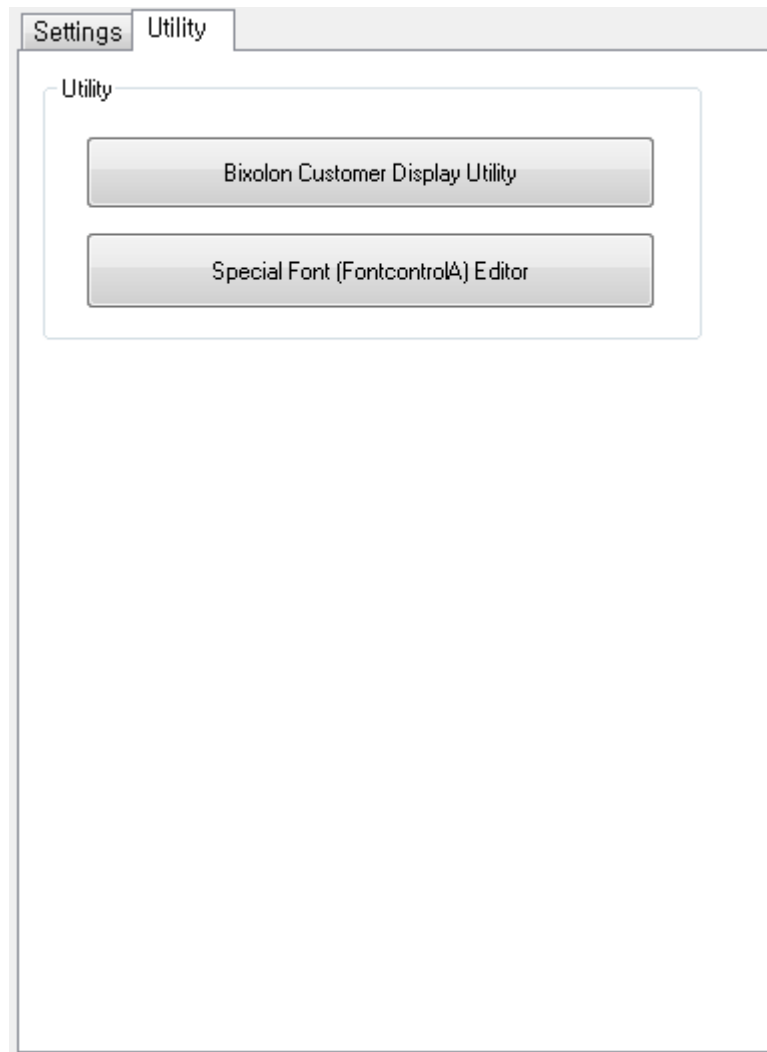 Settings
Utility
Utility
Bixolon Customer Display Utility
Special Font (FontcontrolA) Editor